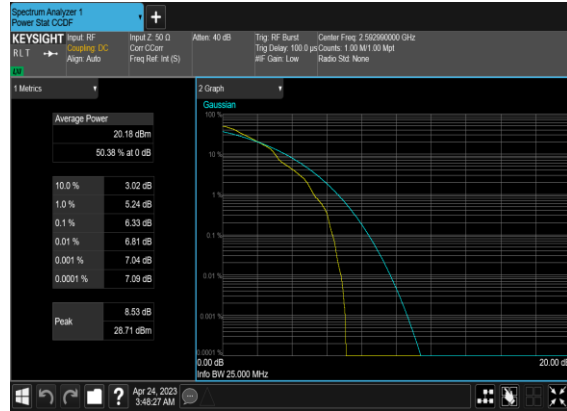 Spectrum Analyzer 1
Power Stat CCDF
KEYSIGHT
R L T
Input: RF
Coupling: DC
Align: Auto
Input Z: 50 Ω
Corr CCorr
Freq Ref: Int (S)
Atten: 40 dB
Trig: RF Burst
Trig Delay: 100.0 µs
#IF Gain: Low
Center Freq: 2.592990000 GHz
Counts: 1.00 M/1.00 Mpt
Radio Std: None
1 Metrics
Average Power
20.18 dBm
50.38 % at 0 dB
10.0 % 3.02 dB
1.0 % 5.24 dB
0.1 % 6.33 dB
0.01 % 6.81 dB
0.001 % 7.04 dB
0.0001 % 7.09 dB
Peak
8.53 dB
28.71 dBm
2 Graph
Gaussian
100 %
10 %
1 %
0.1 %
0.01 %
0.001 %
0.0001 %
0.00 dB
20.00 dB
Info BW 25.000 MHz
?
Apr 24, 2023
3:48:27 AM